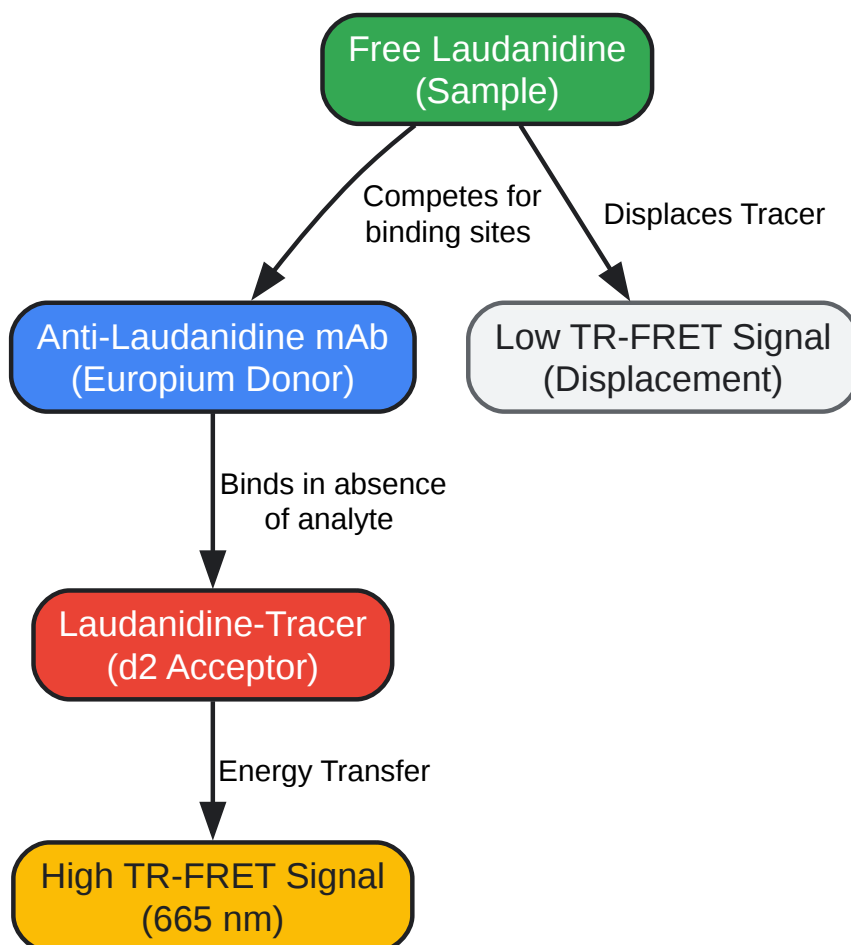 Free Laudanidine
(Sample)
Competes for
binding sites
Displaces Tracer
Anti-Laudanidine mAb
(Europium Donor)
Low TR-FRET Signal
(Displacement)
Binds in absence
of analyte
Laudanidine-Tracer
(d2 Acceptor)
Energy Transfer
High TR-FRET Signal
(665 nm)